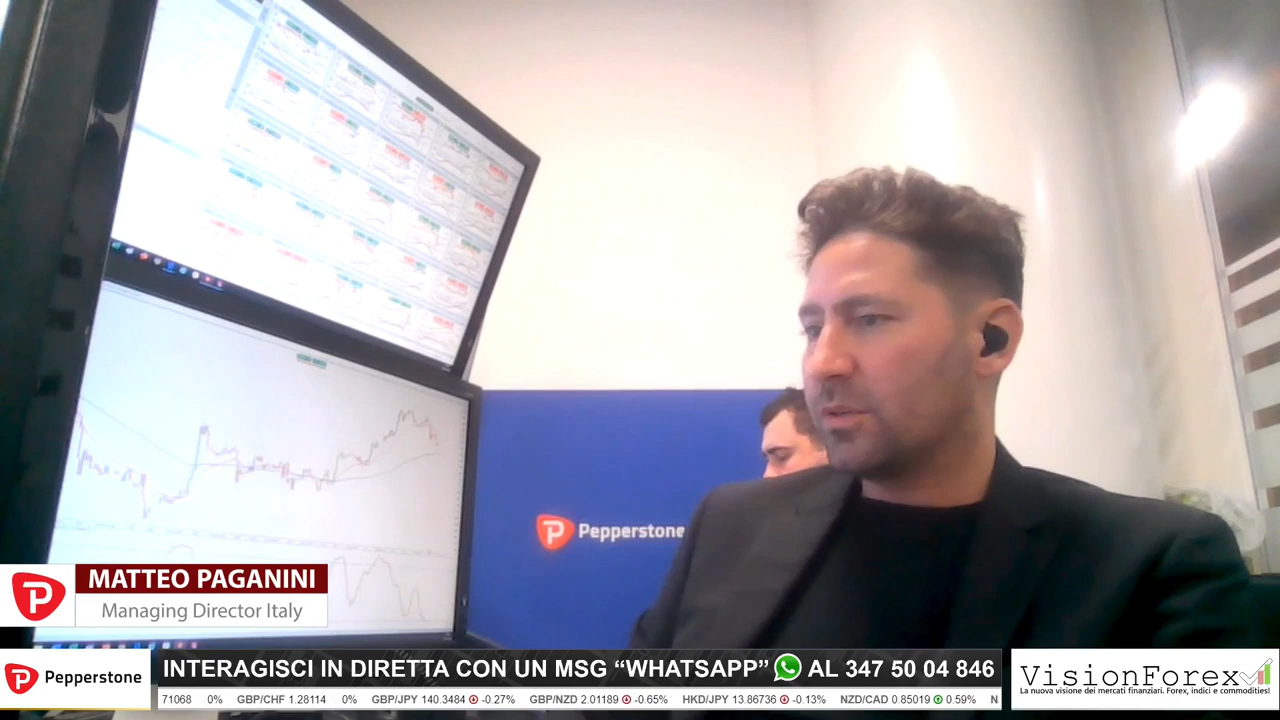 Pepperstone
MATTEO PAGANINI
Managing Director Italy
Pepperstone
INTERAGISCI IN DIRETTA CON UN MSG “WHATSAPP” AL 347 50 04 846
VisionForex
La nuova visione dei mercati finanziari. Forex, indici e commodities!
71068 0% GBP/CHF 1.28114 0% GBP/JPY 140.3484 -0.27% GBP/NZD 2.01189 -0.65% HKD/JPY 13.86736 -0.13% NZD/CAD 0.85019 0.59% N